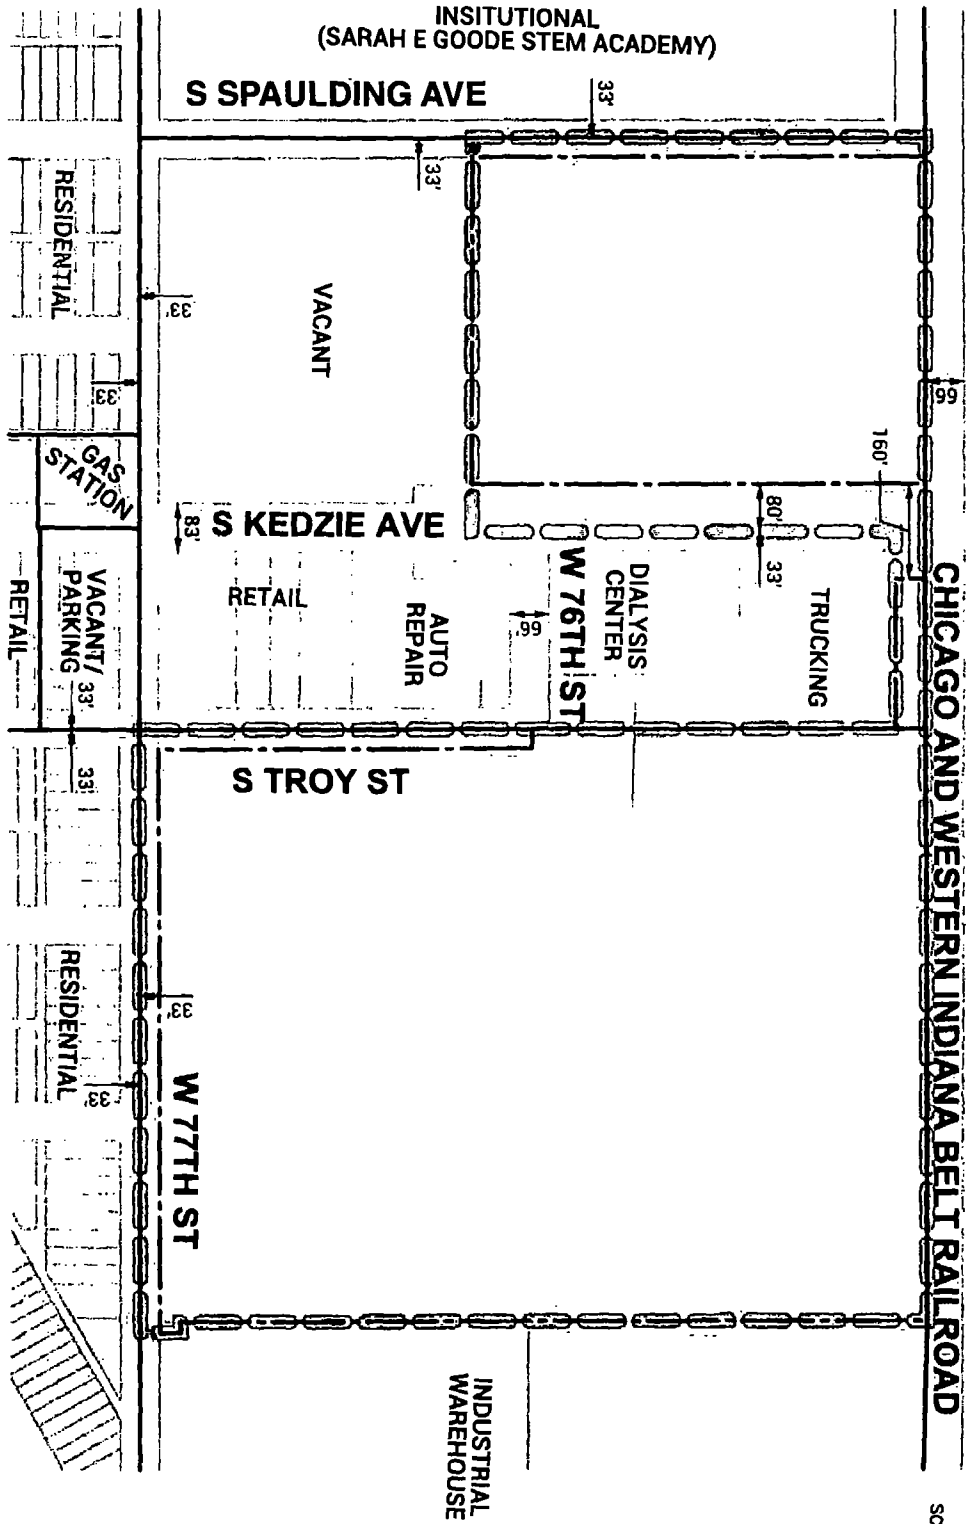 INSITUTIONAL
(SARAH E GOODE STEM ACADEMY)
S SPAULDING AVE
33'
33'
RESIDENTIAL
VACANT
33'
33'
66
160'
GAS
STATION
83'
S KEDZIE AVE
80'
33'
W 76TH ST
DIALYSIS
CENTER
TRUCKING
RETAIL
66'
AUTO
REPAIR
VACANT/
PARKING
RETAIL
33'
33'
S TROY ST
CHICAGO AND WESTERN INDIANA BELT RAILROAD
RESIDENTIAL
33'
33'
W 77TH ST
INDUSTRIAL
WAREHOUSE
SC